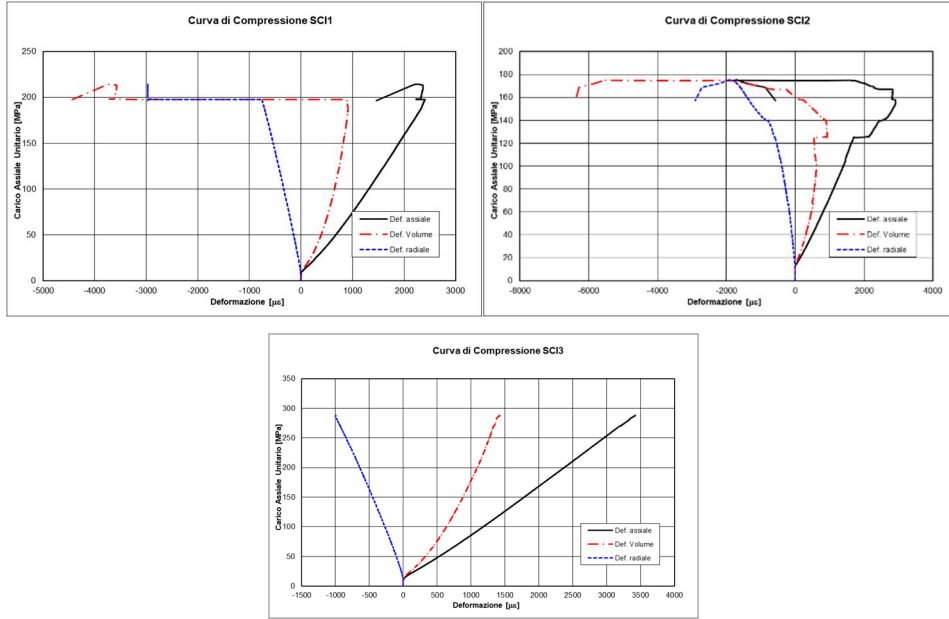 Curva di Compressione SCI1
250
200
150
100
50
0
Carico Assiale Unitario [MPa]
Def. assiale
Def. Volume
Def. radiale
-5000 -4000 -3000 -2000 -1000 0 1000 2000 3000
Deformazione [με]
Curva di Compressione SCI2
200
180
160
140
120
100
80
60
40
20
0
Carico Assiale Unitario [MPa]
Def. assiale
Def. Volume
Def. radiale
-8000 -6000 -4000 -2000 0 2000 4000
Deformazione [με]
Curva di Compressione SCI3
350
300
250
200
150
100
50
0
Carico Assiale Unitario [MPa]
Def. assiale
Def. Volume
Def. radiale
-1500 -1000 -500 0 500 1000 1500 2000 2500 3000 3500 4000
Deformazione [με]